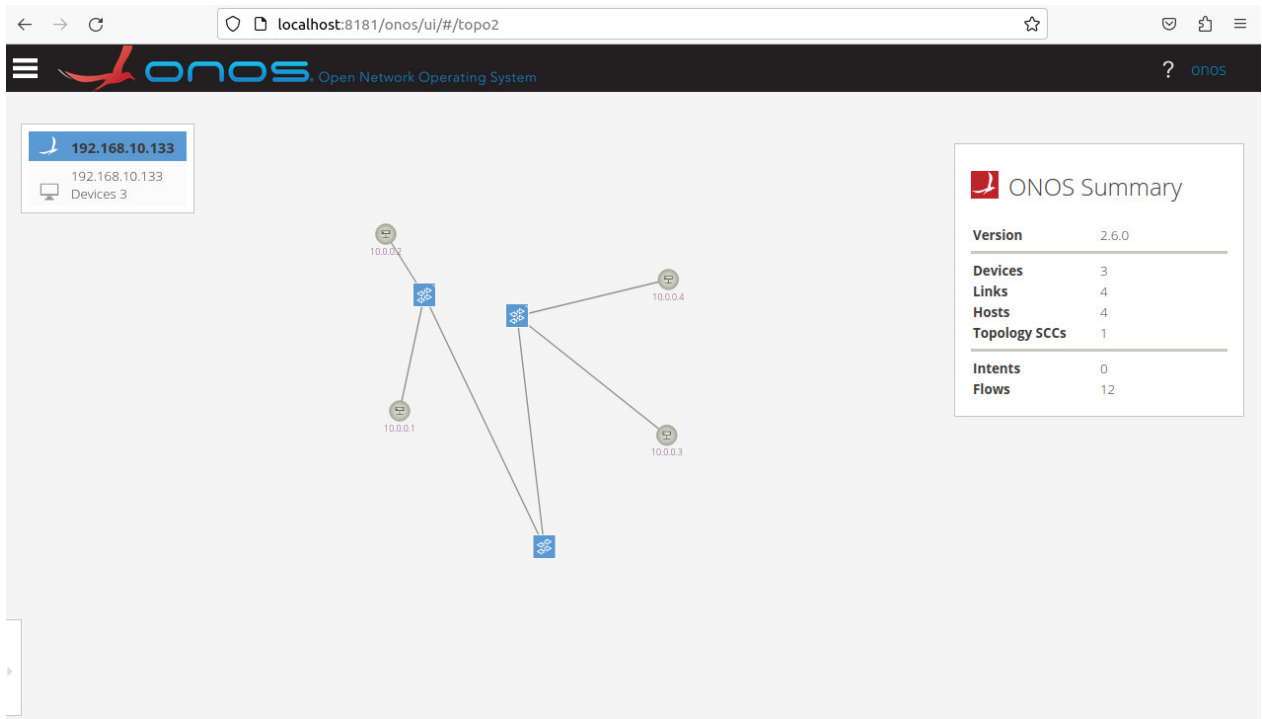 localhost:8181/onos/ui/#/topo2
onos. Open Network Operating System
? onos
192.168.10.133
192.168.10.133
Devices 3
10.0.0.2
10.0.0.4
10.0.0.1
10.0.0.3
ONOS Summary
Version 2.6.0
Devices 3
Links 4
Hosts 4
Topology SCCs 1
Intents 0
Flows 12